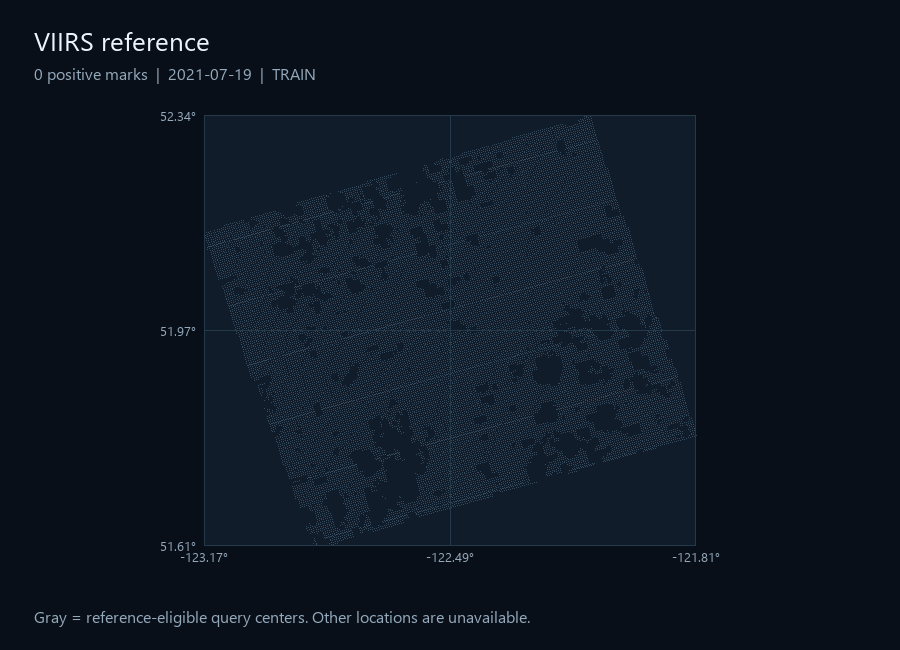 VIIRS reference
0 positive marks | 2021-07-19 | TRAIN
52.34°
51.97°
51.61°
-123.17°
-122.49°
-121.81°
Gray = reference-eligible query centers. Other locations are unavailable.